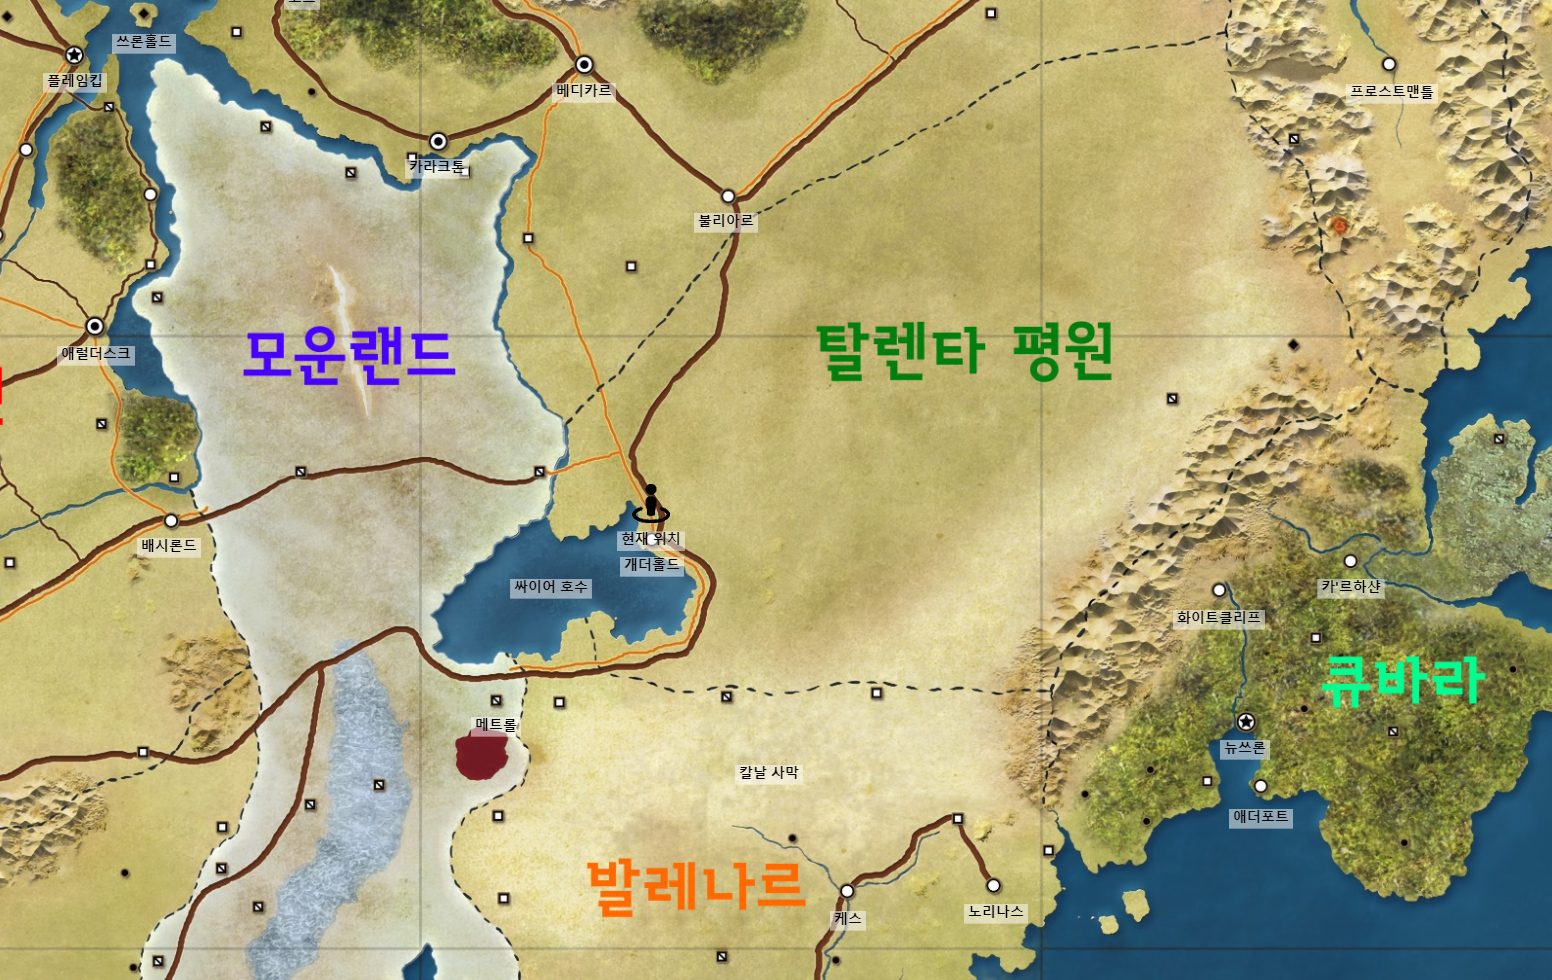 쓰론홀드
플레임킵
베디카르
프로스트맨틀
카라크툼
불리아르
애럴더스크
모운랜드
탈렌타 평원
현재 위치
개더홀드
배시론드
싸이어 호수
카'르하샨
화이트클리프
큐바라
메트롤
뉴쓰론
칼날 사막
애더포트
발레나르
케스
노리나스